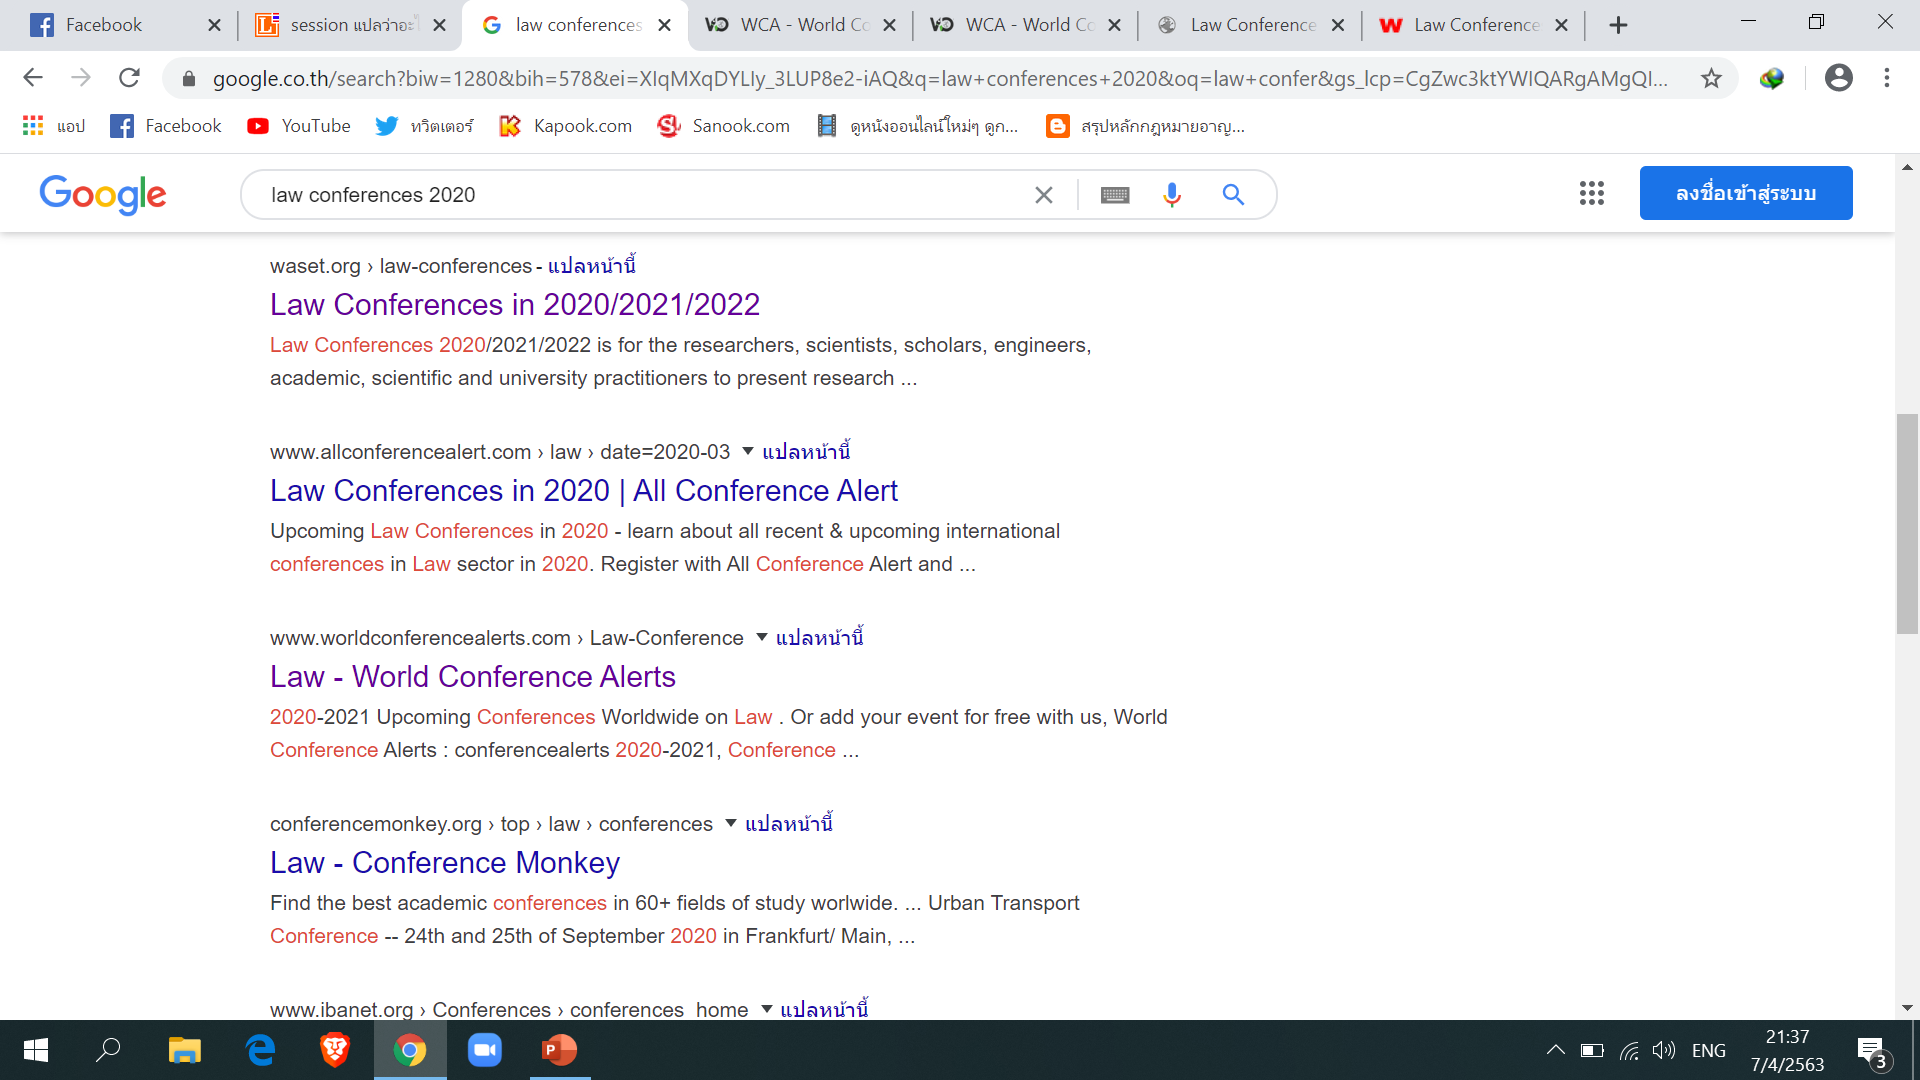 Facebook
session แปลว่าอะไ
law conferences
WCA - World Co
WCA - World Co
Law Conference
Law Conference
google.co.th/search?biw=1280&bih=578&ei=XIqMXqDYLIy_3LUP8e2-iAQ&q=law+conferences+2020&oq=law+confer&gs_lcp=CgZwc3ktYWIQARgAMgQI...
แอป
Facebook
YouTube
ทวิตเตอร์
Kapook.com
Sanook.com
ดูหนังออนไลน์ใหม่ๆ ดูก...
สรุปหลักกฎหมายอาญ...
Google
law conferences 2020
ลงชื่อเข้าสู่ระบบ
waset.org › law-conferences - แปลหน้านี้
Law Conferences in 2020/2021/2022
Law Conferences 2020/2021/2022 is for the researchers, scientists, scholars, engineers,
academic, scientific and university practitioners to present research ...
www.allconferencealert.com › law › date=2020-03 แปลหน้านี้
Law Conferences in 2020 | All Conference Alert
Upcoming Law Conferences in 2020 - learn about all recent & upcoming international
conferences in Law sector in 2020. Register with All Conference Alert and ...
www.worldconferencealerts.com › Law-Conference แปลหน้านี้
Law - World Conference Alerts
2020-2021 Upcoming Conferences Worldwide on Law . Or add your event for free with us, World
Conference Alerts : conferencealerts 2020-2021, Conference ...
conferencemonkey.org › top › law › conferences แปลหน้านี้
Law - Conference Monkey
Find the best academic conferences in 60+ fields of study worlwide. ... Urban Transport
Conference -- 24th and 25th of September 2020 in Frankfurt/ Main, ...
www.ibanet.org › Conferences › conferences_home แปลหน้านี้
ENG
21:37
7/4/2563
3